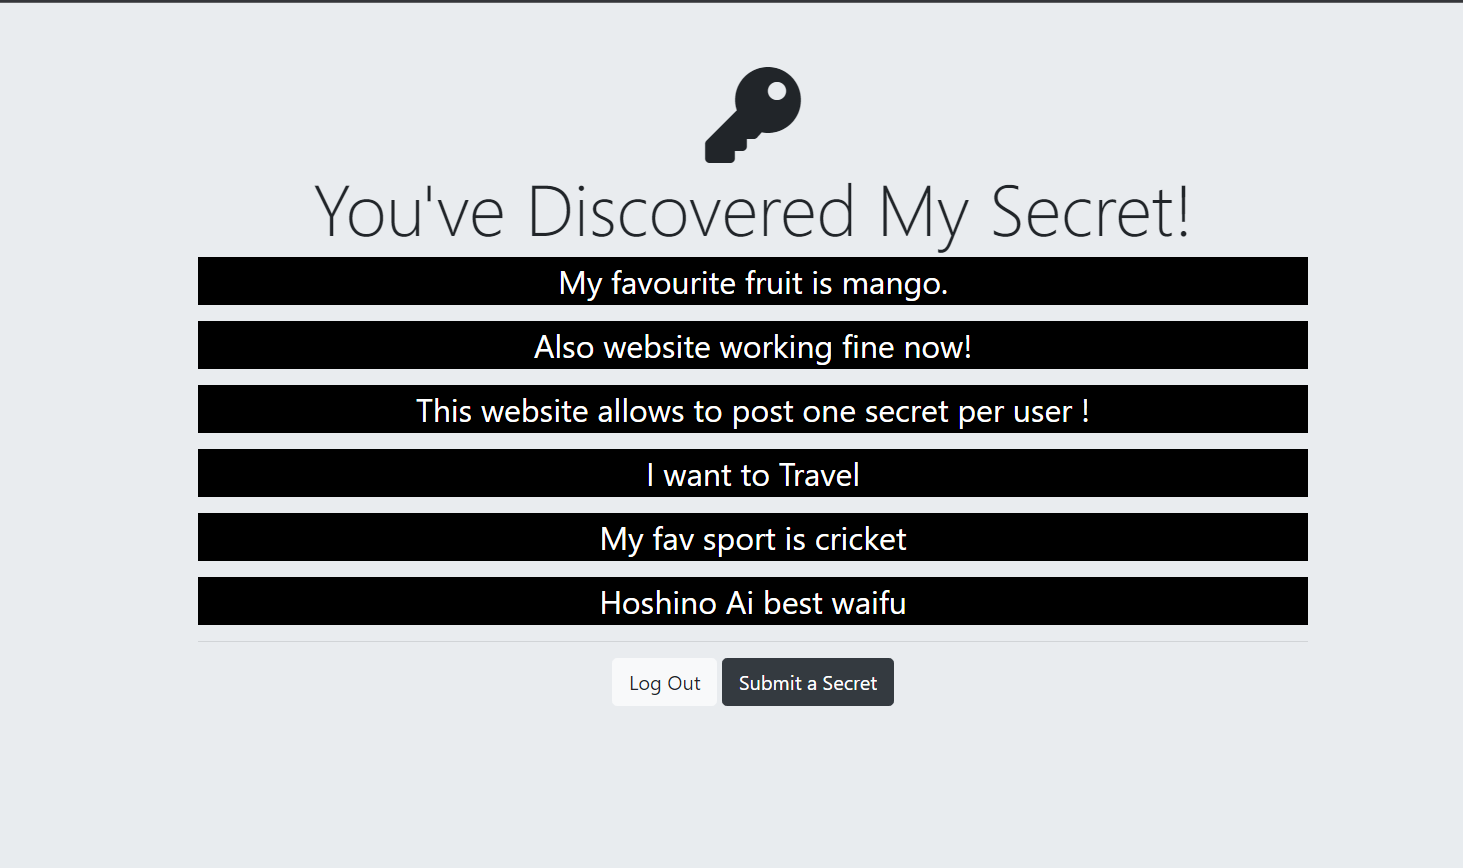 You've Discovered My Secret!
My favourite fruit is mango.
Also website working fine now!
This website allows to post one secret per user !
I want to Travel
My fav sport is cricket
Hoshino Ai best waifu
Log Out
Submit a Secret